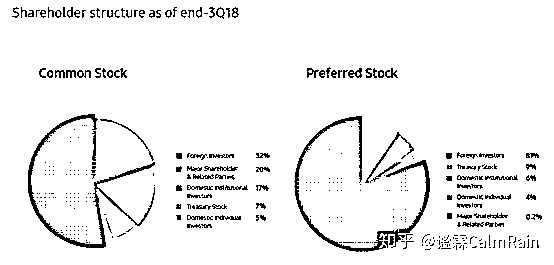 Shareholder structure as of end-3Q18
Common Stock
Foreign Investors 52%
Major Shareholder
& Related Parties 20%
Domestic Institutional
Investors 17%
Treasury Stock 7%
Domestic Individual
Investors 5%
Preferred Stock
Foreign Investors 81%
Treasury Stock 9%
Domestic Institutional
Investors 6%
Domestic Individual
Investors 4%
Major Shareholder
& Related Parties 0.2%
知乎 @谧霖CalmRain